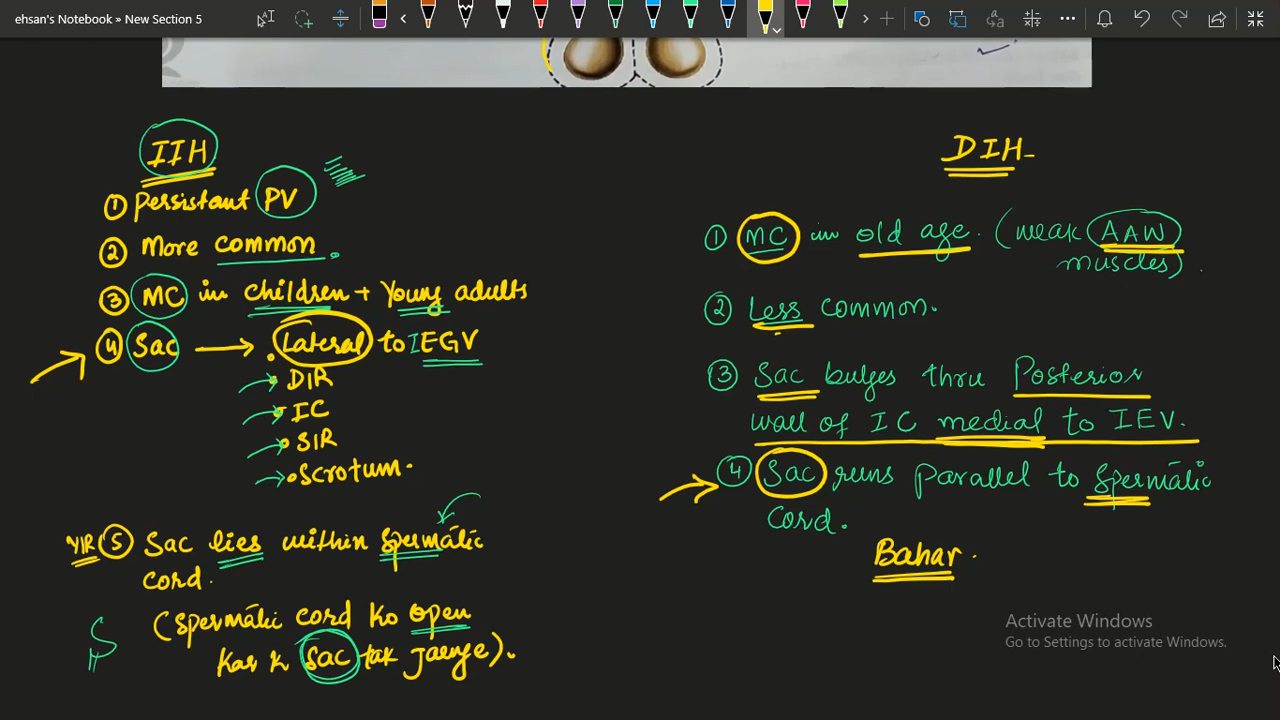 ehsan's Notebook » New Section 5
IIH
① Persistant PV
② More common.
③ MC in children + Young adults
④ Sac → Lateral to IEGV
• DIR
• IC
• SIR
• Scrotum.
YIR ⑤ Sac lies within spermatic
cord.
(spermatic cord ko open
kar k sac tak jaenge).
DIH-
① MC in old age. (weak AAW
muscles).
② Less common.
③ Sac bulges thru Posterior
wall of IC medial to IEV.
④ Sac runs parallel to spermatic
cord.
Bahar.
Activate Windows
Go to Settings to activate Windows.